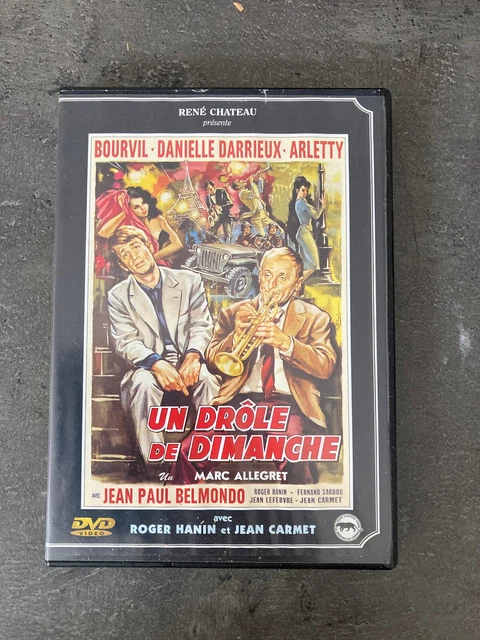 RENÉ CHATEAU
présente
BOURVIL · DANIELLE DARRIEUX · ARLETTY
UN DRÔLE
DE DIMANCHE
Un MARC ALLEGRET
AVEC JEAN PAUL BELMONDO
ROGER HANIN - FERNAND SARDOU
JEAN LEFEBVRE - JEAN CARMET
avec
ROGER HANIN et JEAN CARMET
DVD
VIDEO